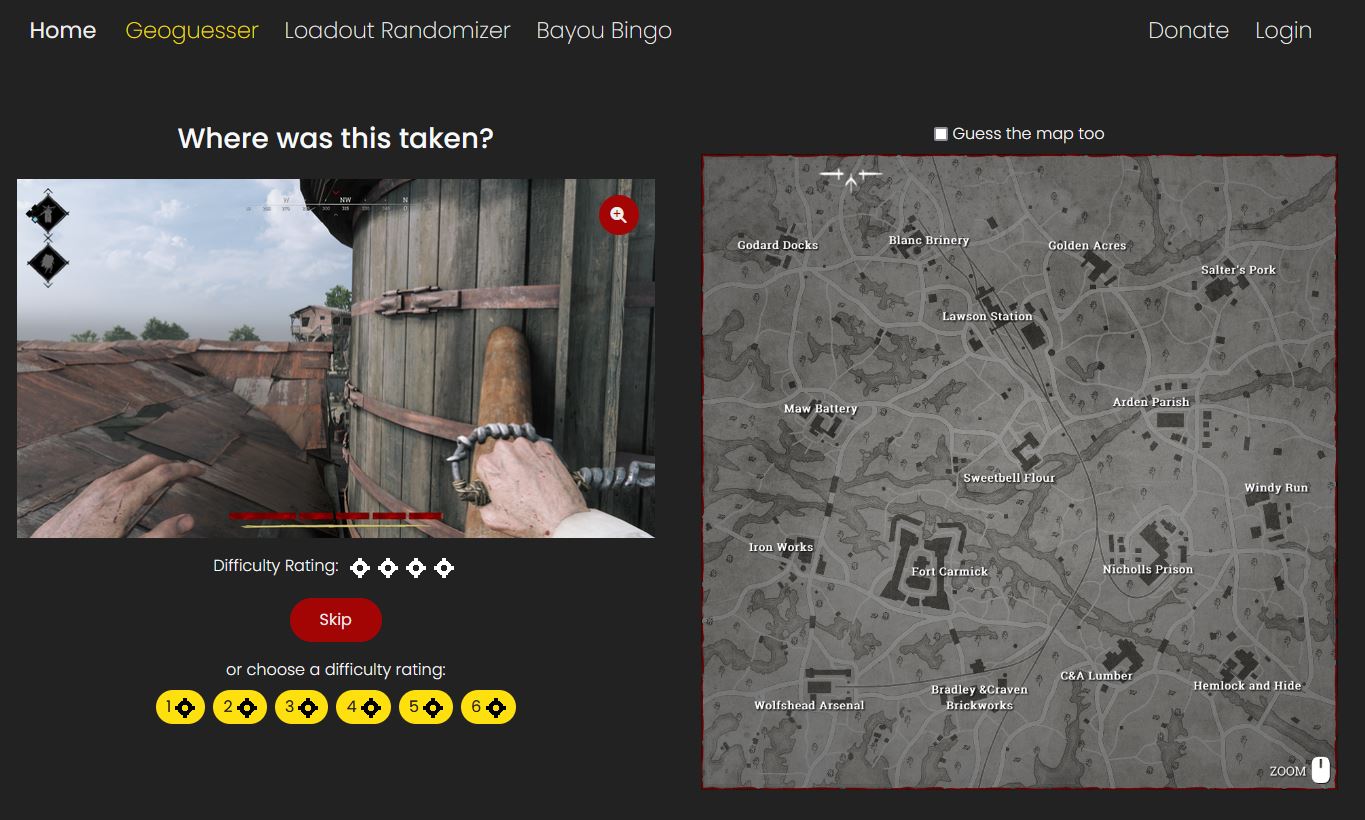 Home Geoguesser Loadout Randomizer Bayou Bingo Donate Login
Where was this taken?
Guess the map too
W NW N
Difficulty Rating:
Skip
or choose a difficulty rating:
1 2 3 4 5 6
Godard Docks
Blanc Brinery
Golden Acres
Salter's Pork
Lawson Station
Maw Battery
Arden Parish
Sweetbell Flour
Windy Run
Iron Works
Fort Carmick
Nicholls Prison
C&A Lumber
Hemlock and Hide
Bradley &Craven
Brickworks
Wolfshead Arsenal
ZOOM